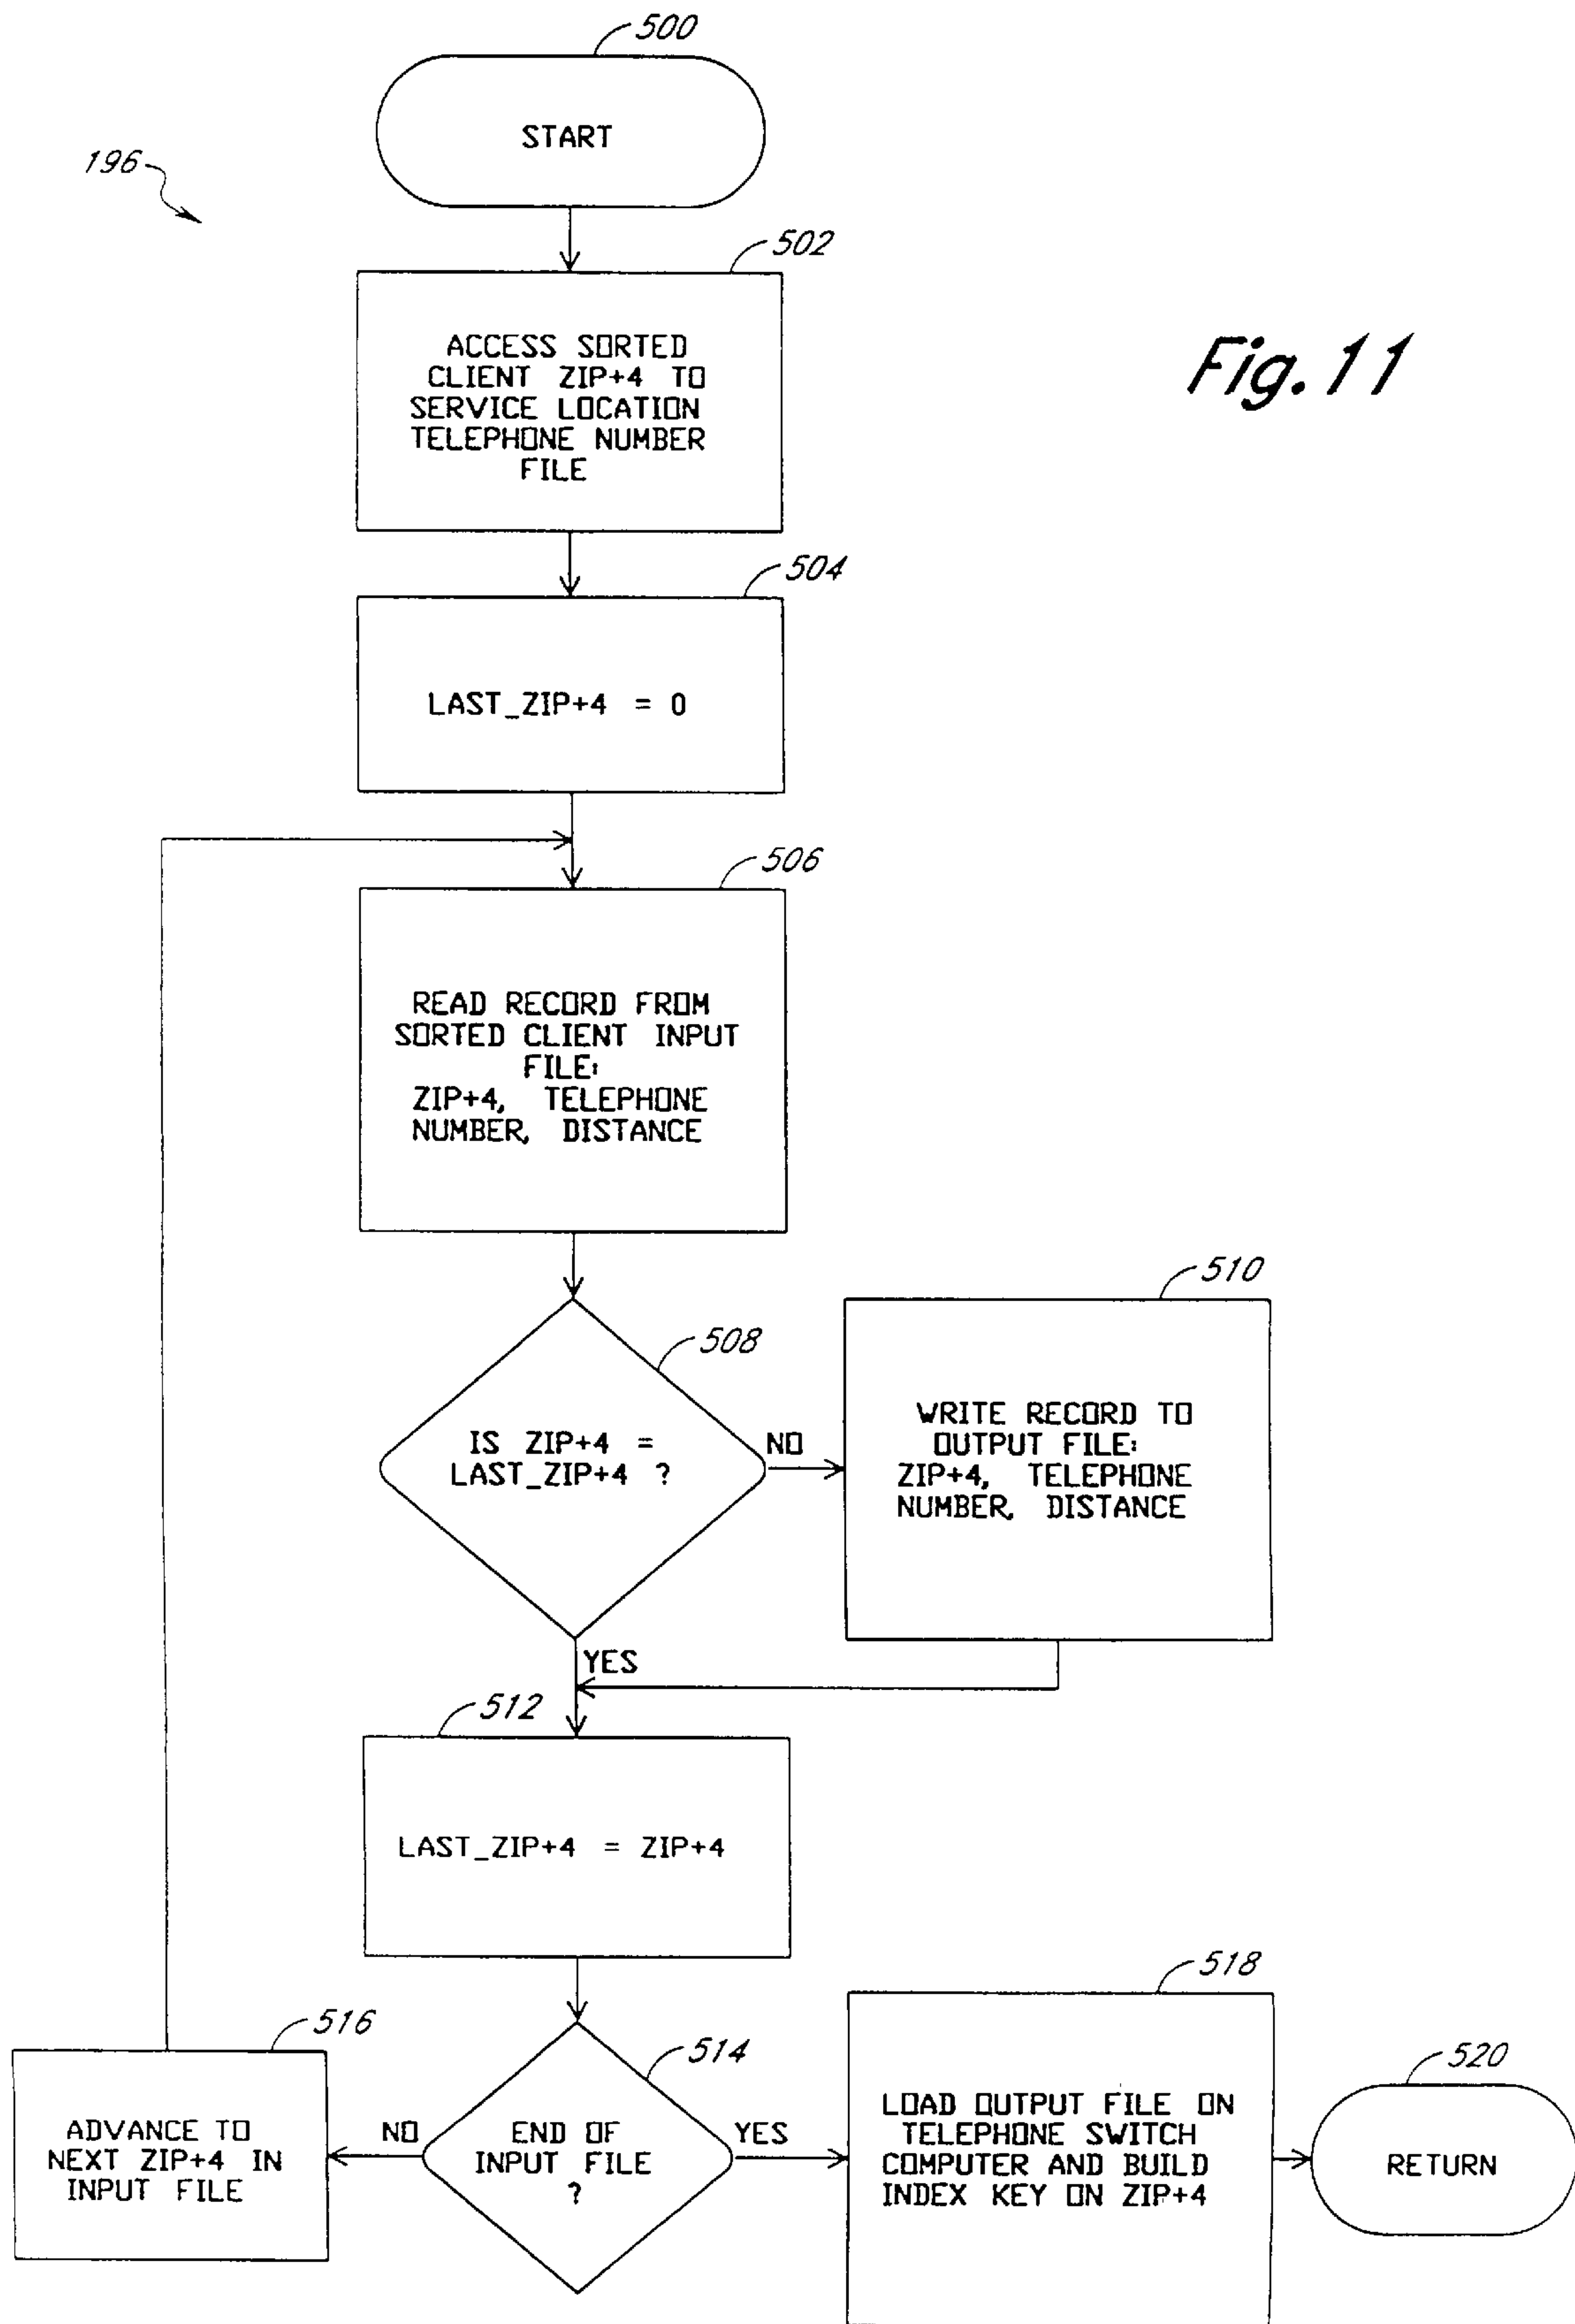 500
START
196
502
ACCESS SORTED
CLIENT ZIP+4 TO
SERVICE LOCATION
TELEPHONE NUMBER
FILE
Fig. 11
504
LAST_ZIP+4 = 0
506
READ RECORD FROM
SORTED CLIENT INPUT
FILE:
ZIP+4, TELEPHONE
NUMBER, DISTANCE
508
IS ZIP+4 =
LAST_ZIP+4 ?
NO
510
WRITE RECORD TO
OUTPUT FILE:
ZIP+4, TELEPHONE
NUMBER, DISTANCE
YES
512
LAST_ZIP+4 = ZIP+4
514
END OF
INPUT FILE
?
NO
516
ADVANCE TO
NEXT ZIP+4 IN
INPUT FILE
YES
518
LOAD OUTPUT FILE ON
TELEPHONE SWITCH
COMPUTER AND BUILD
INDEX KEY ON ZIP+4
520
RETURN